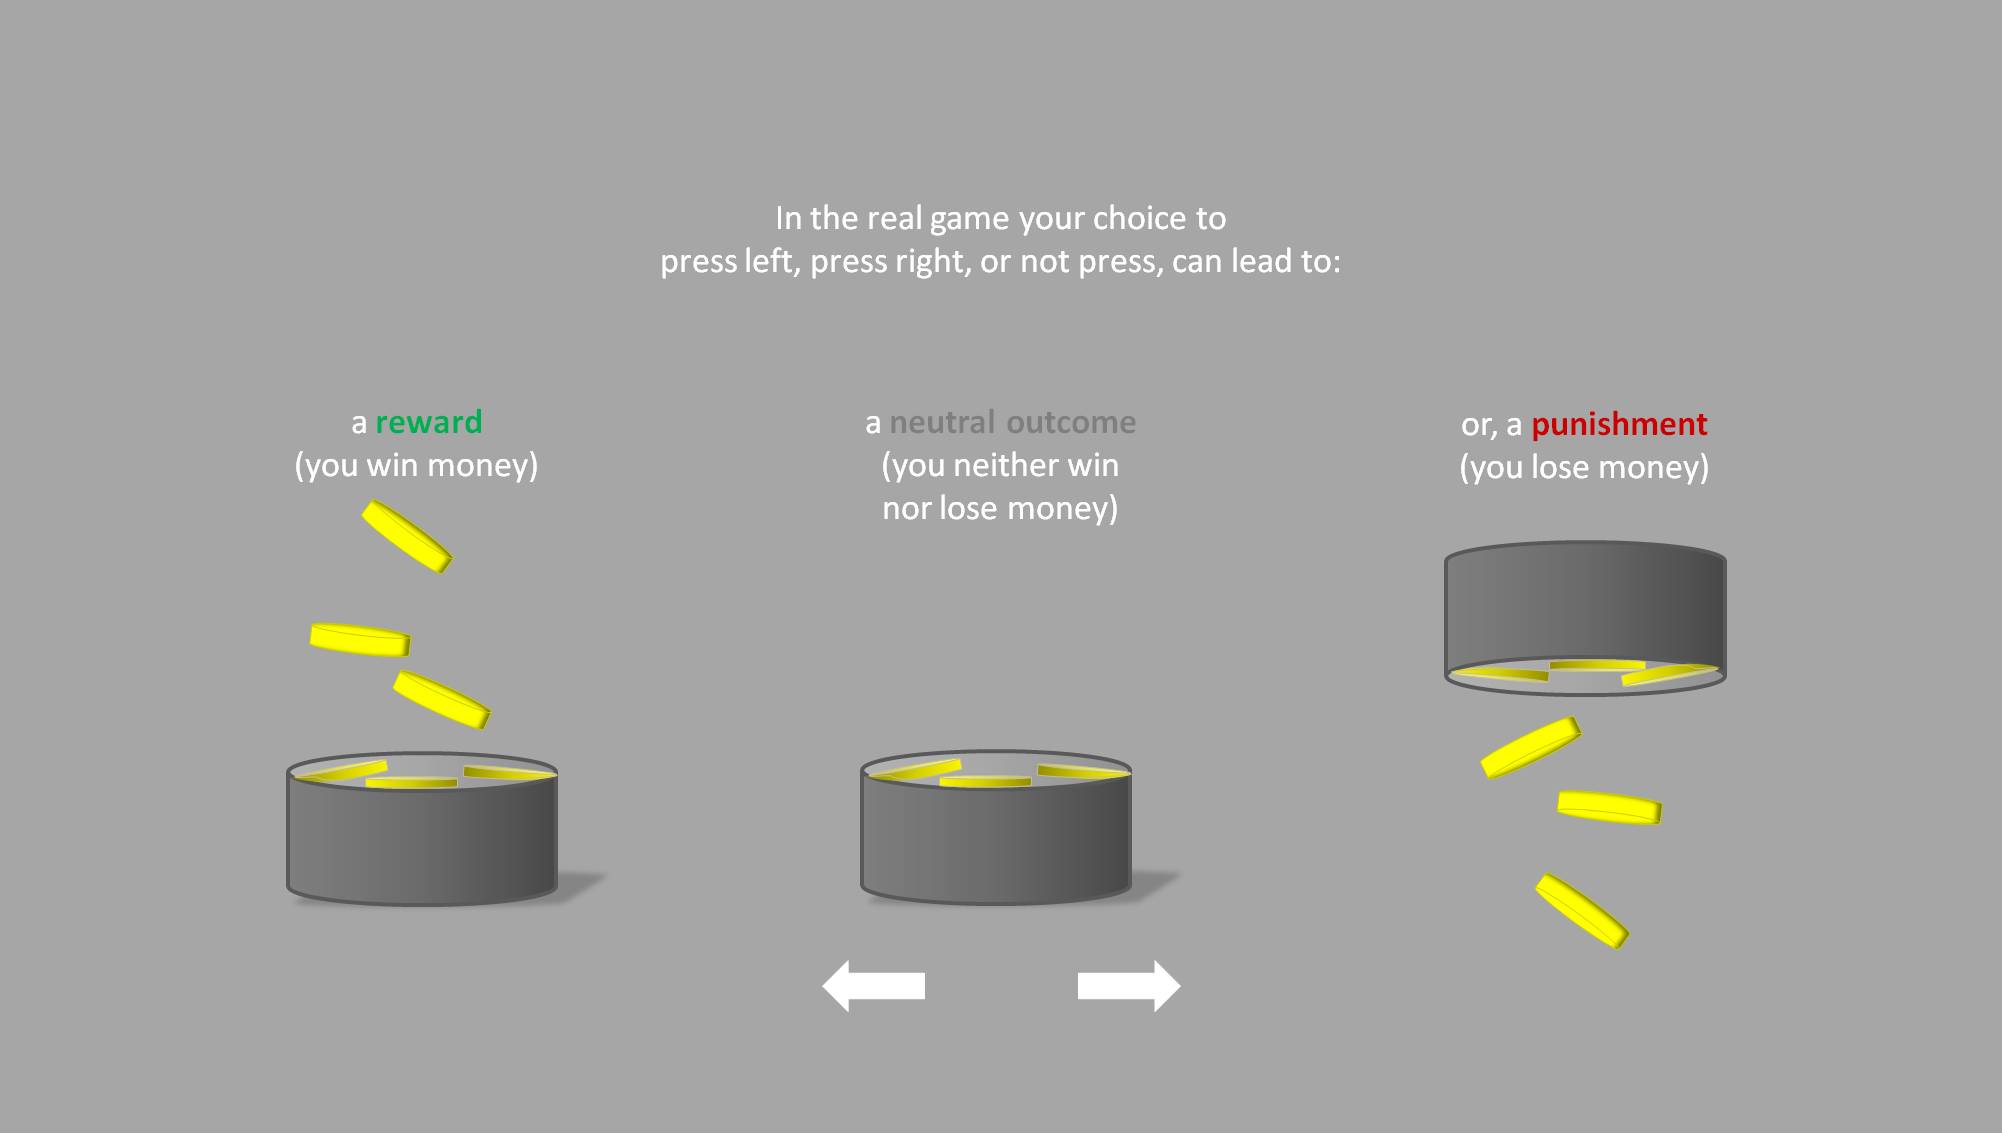 In the real game your choice to
press left, press right, or not press, can lead to:
a reward
(you win money)
a neutral outcome
(you neither win
nor lose money)
or, a punishment
(you lose money)